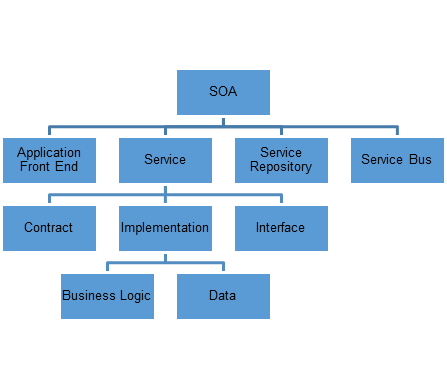 SOA
Application
Front End
Service
Service
Repository
Service Bus
Contract
Implementation
Interface
Business Logic
Data